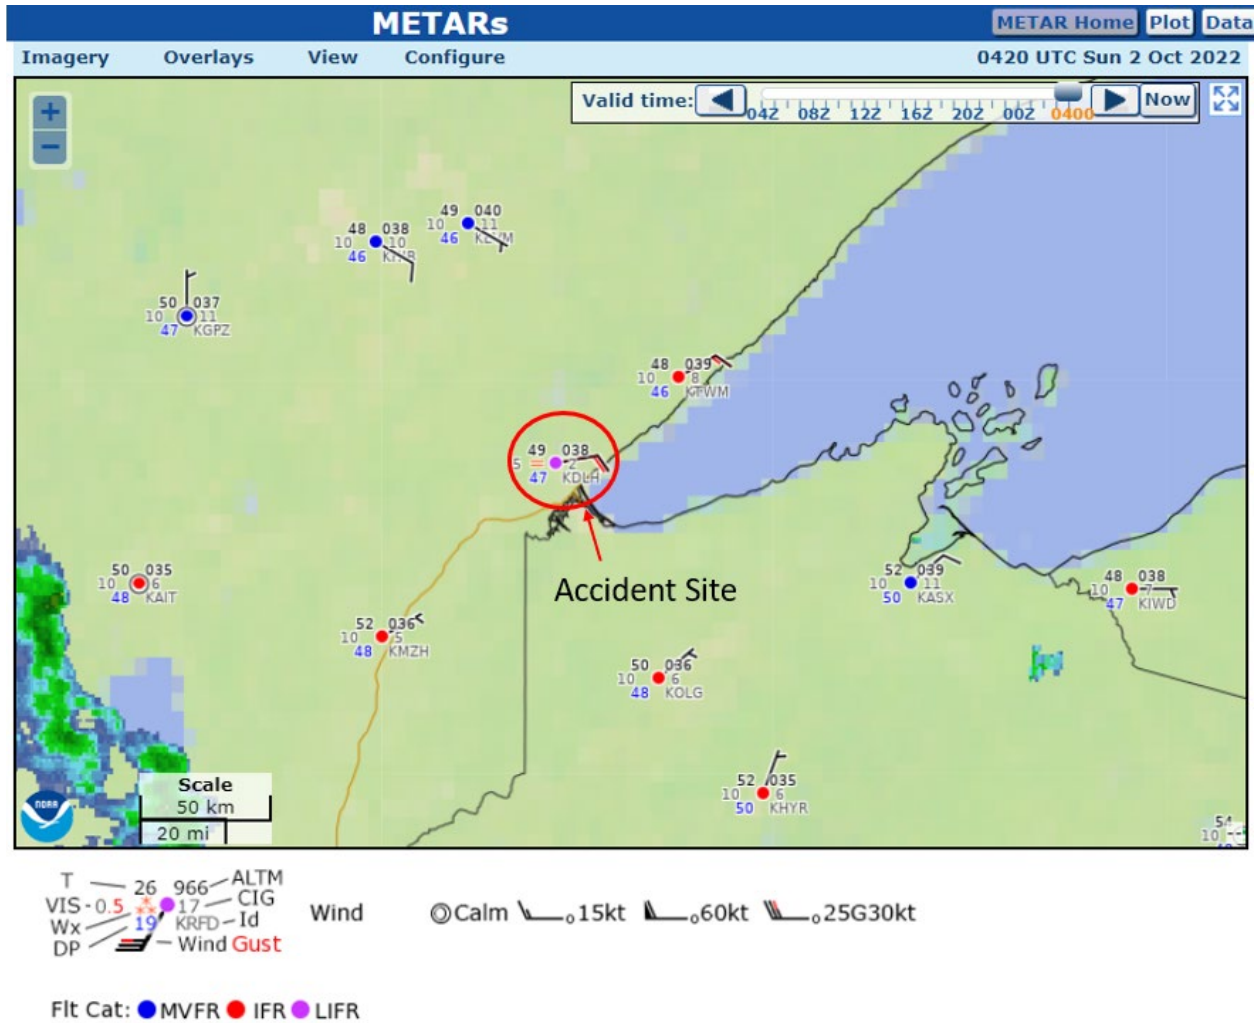 METARs
METAR Home Plot Data
Imagery Overlays View Configure 0420 UTC Sun 2 Oct 2022
+
−
Valid time: Now
04Z 08Z 12Z 16Z 20Z 00Z 0400
49 040
10 11
46
48 038
10 10
46
50 037
10 11
47 KGPZ
48 039
10 8
46 KTWM
49 038
5 = 2
47 KDLH
50 035
10 6
48 KAIT
Accident Site
52 039
10 11
50 KASX
48 038
10 7
47 KIWD
52 036
10 5
48 KMZH
50 036
10 6
48 KOLG
52 035
10 6
50 KHYR
54
10
Scale
50 km
20 mi
NOAA
T 26 966 ALTM
VIS 0.5 17 CIG
Wx 19 KRFD Id
DP Wind Gust
Wind Calm 15kt 60kt 25G30kt
Flt Cat: MVFR IFR LIFR